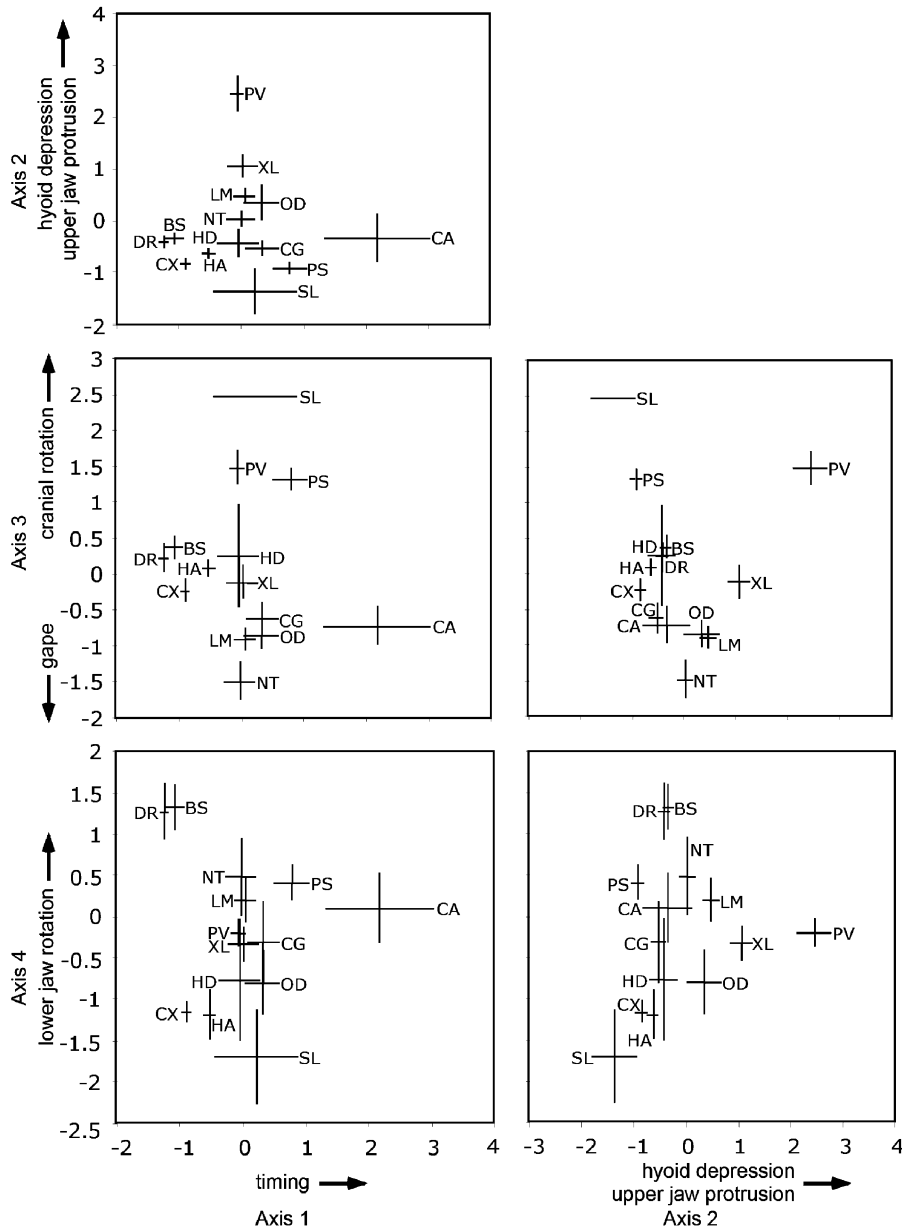 Axis 2
hyoid depression
upper jaw protrusion
4
3
2
1
0
-1
-2
PV
XL
LM
OD
NT
BS
DR
HD
CG
CA
CX
HA
PS
SL
Axis 3
gape
cranial rotation
3
2.5
2
1.5
1
0.5
0
-0.5
-1
-1.5
-2
SL
PV
PS
BS
DR
HD
HA
XL
CX
CG
CA
LM
OD
NT
SL
PV
PS
HD
BS
HA
DR
XL
CX
CG
OD
CA
LM
NT
Axis 4
lower jaw rotation
2
1.5
1
0.5
0
-0.5
-1
-1.5
-2
-2.5
DR
BS
NT
PS
LM
CA
PV
XL
CG
HD
OD
CX
HA
SL
-2
-1
0
1
2
3
4
timing
Axis 1
DR
BS
NT
PS
CA
LM
PV
CG
XL
HD
OD
CX
HA
SL
-3
-2
-1
0
1
2
3
4
hyoid depression
upper jaw protrusion
Axis 2